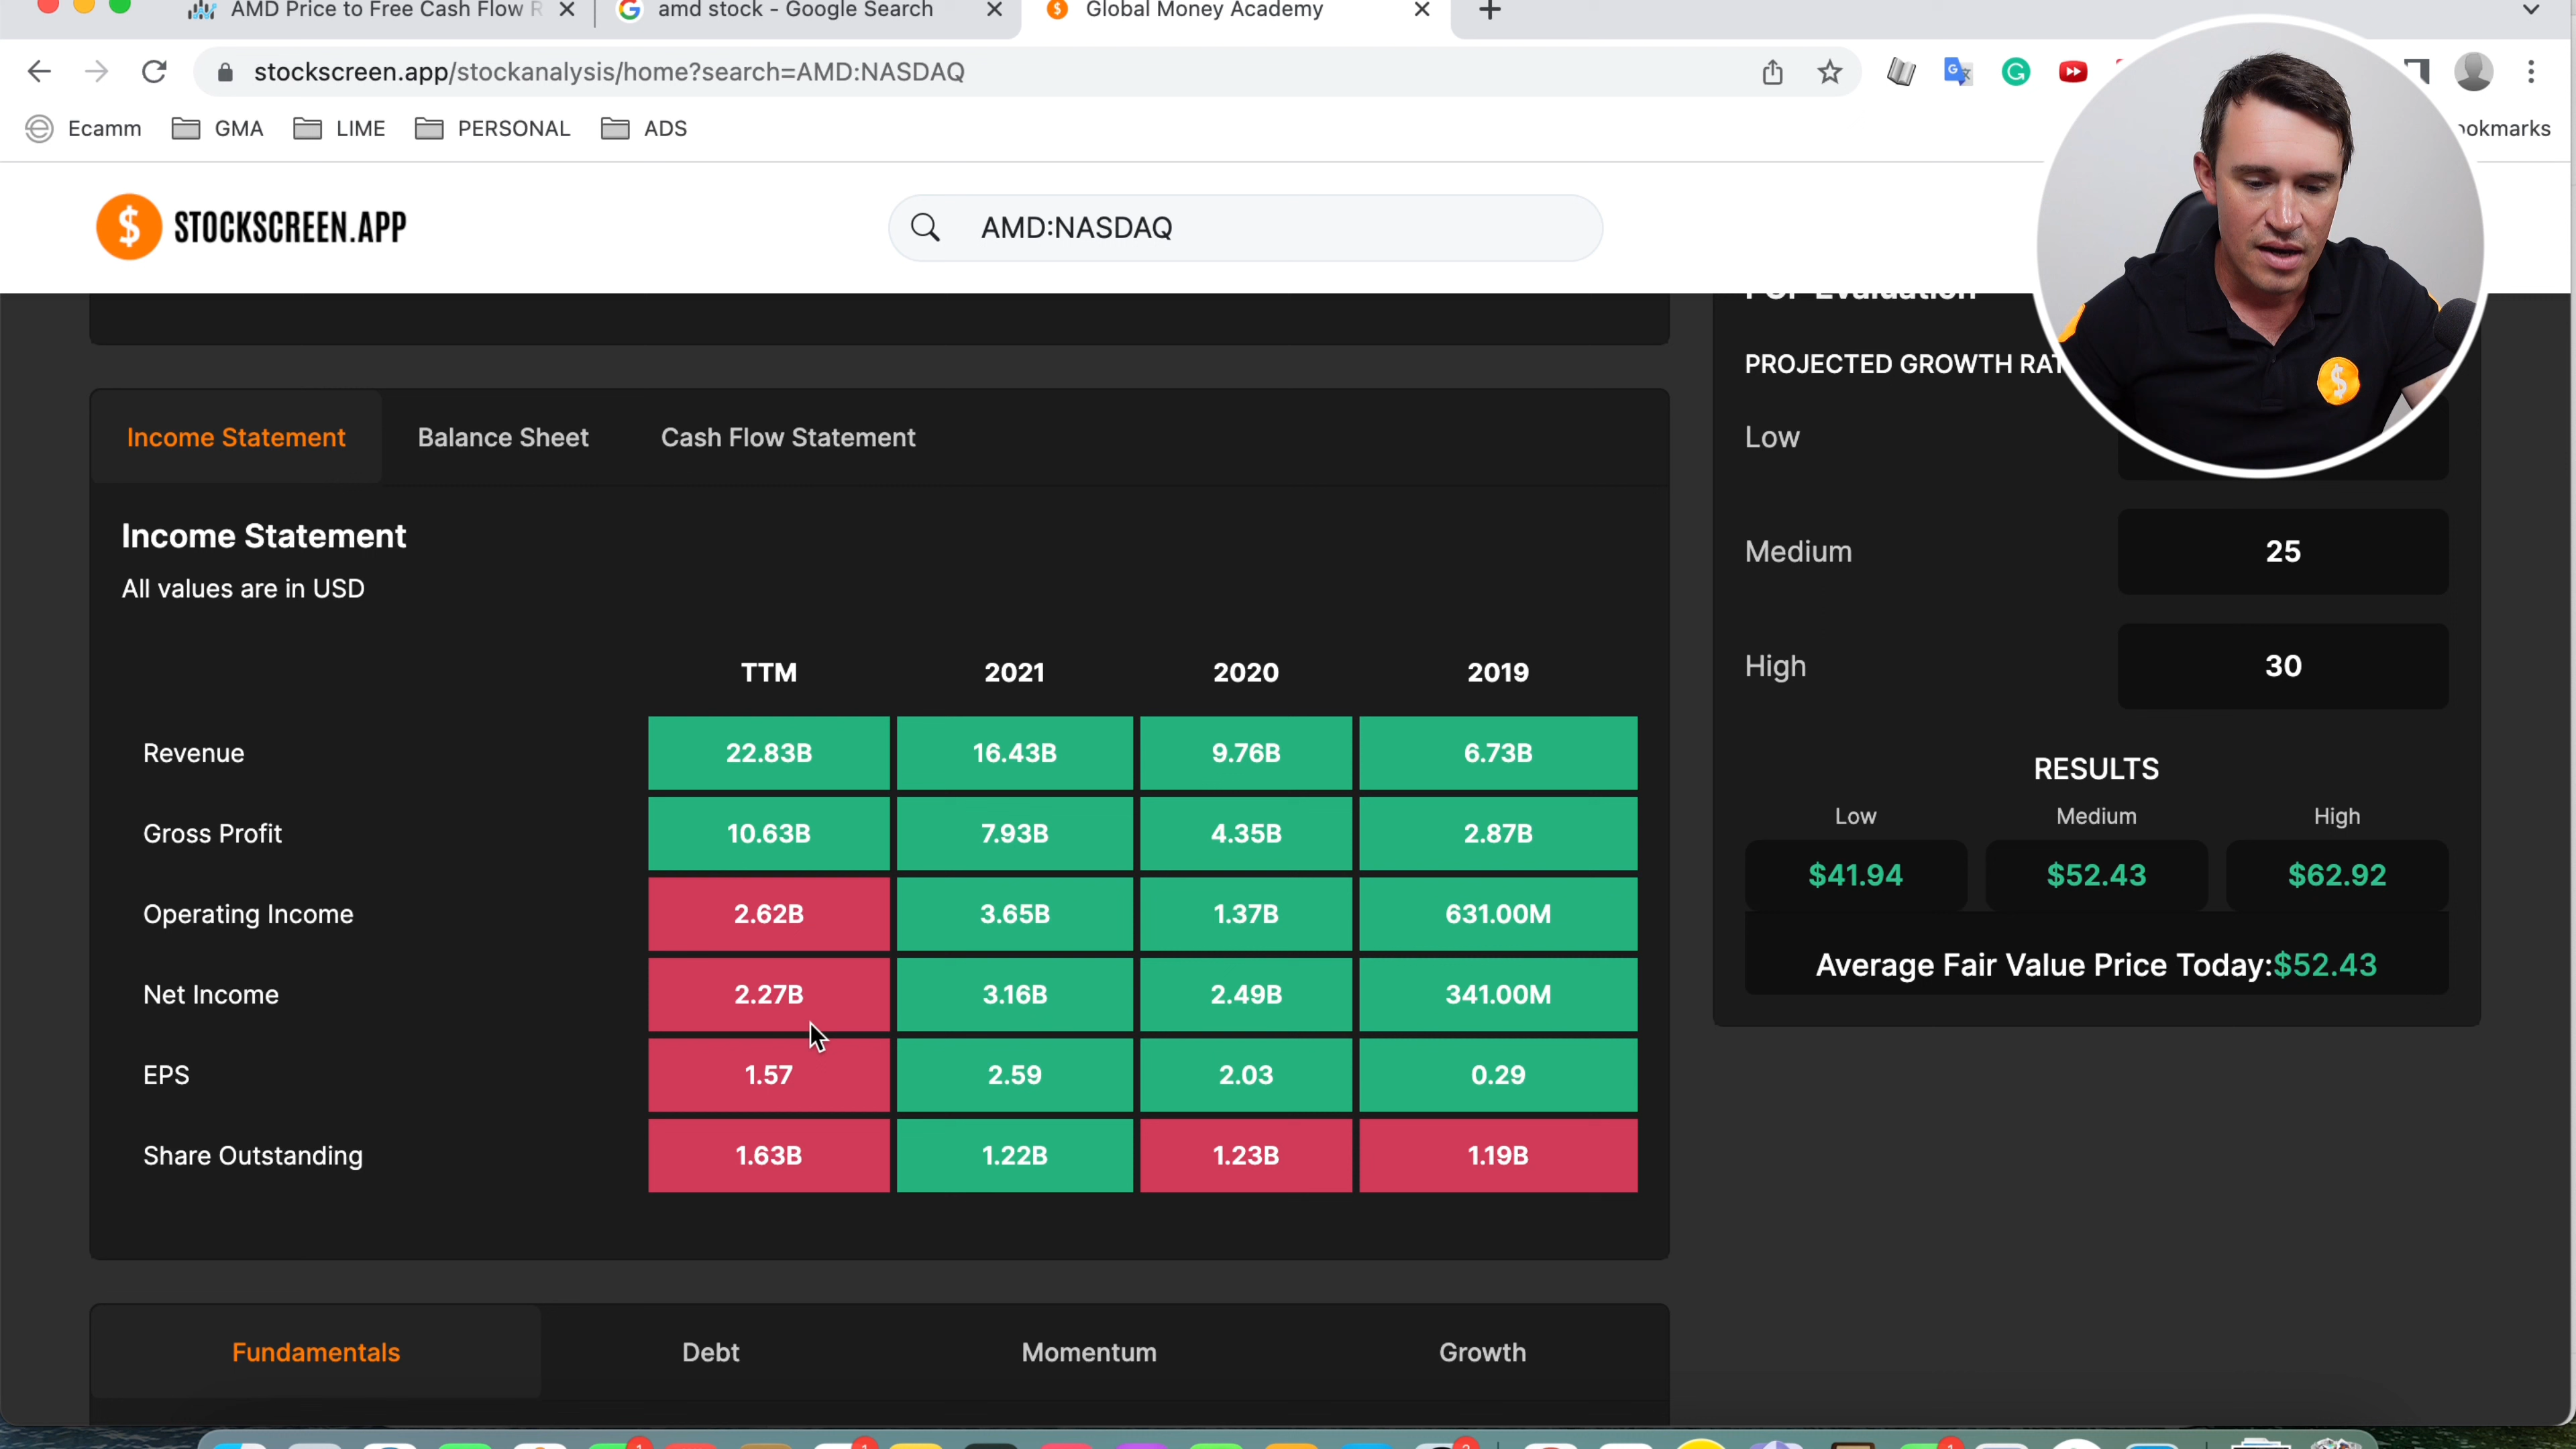 AMD Price to Free Cash Flow R
amd stock - Google Search
Global Money Academy
stockscreen.app/stockanalysis/home?search=AMD:NASDAQ
Ecamm GMA LIME PERSONAL ADS
STOCKSCREEN.APP
AMD:NASDAQ
Income Statement Balance Sheet Cash Flow Statement
Income Statement
All values are in USD
TTM 2021 2020 2019
Revenue 22.83B 16.43B 9.76B 6.73B
Gross Profit 10.63B 7.93B 4.35B 2.87B
Operating Income 2.62B 3.65B 1.37B 631.00M
Net Income 2.27B 3.16B 2.49B 341.00M
EPS 1.57 2.59 2.03 0.29
Share Outstanding 1.63B 1.22B 1.23B 1.19B
Fundamentals Debt Momentum Growth
Evaluation
PROJECTED GROWTH RAT
Low
Medium 25
High 30
RESULTS
Low Medium High
$41.94 $52.43 $62.92
Average Fair Value Price Today:$52.43